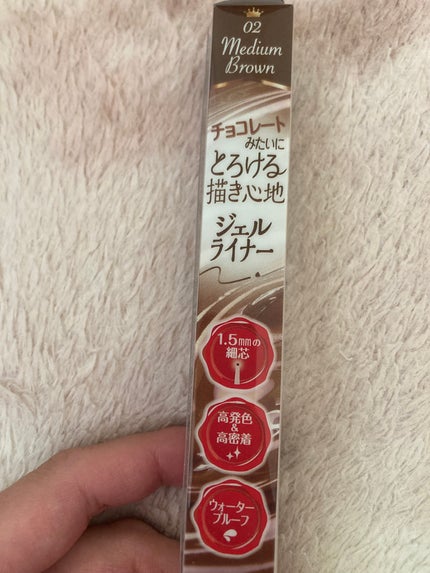 02
Medium
Brown
チョコレート
みたいに
とろける
描き心地
ジェル
ライナー
1.5mmの
細芯
高発色
&
高密着
ウォーター
プルーフ